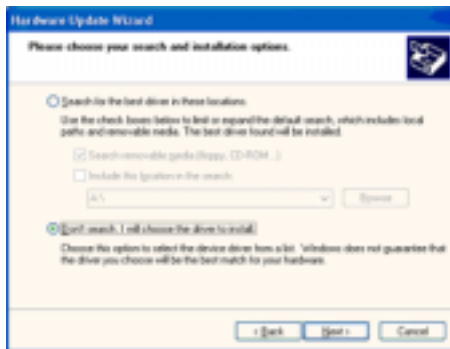 Hardware Update Wizard
Please choose your search and installation options.
Search for the best driver in these locations.
Use the check boxes below to limit or expand the default search, which includes local
paths and removable media. The best driver found will be installed.
Search removable media (floppy, CD-ROM...)
Include this location in the search:
A:\
Browse
Don't search. I will choose the driver to install.
Choose this option to select the device driver from a list. Windows does not guarantee that
the driver you choose will be the best match for your hardware.
< Back
Next >
Cancel